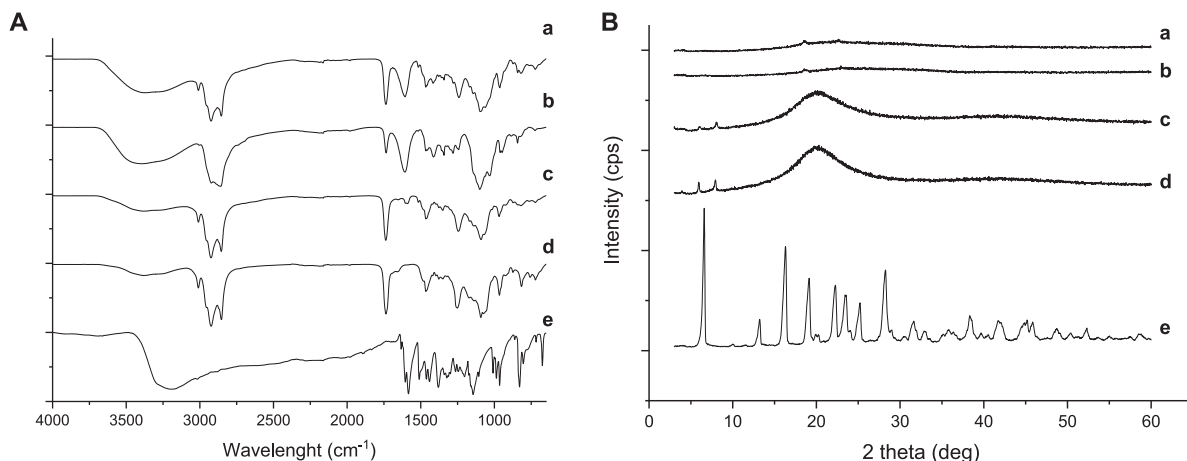 A
a
b
c
d
e
4000 3500 3000 2500 2000 1500 1000
Wavelenght (cm⁻¹)
B
Intensity (cps)
a
b
c
d
e
0 10 20 30 40 50 60
2 theta (deg)